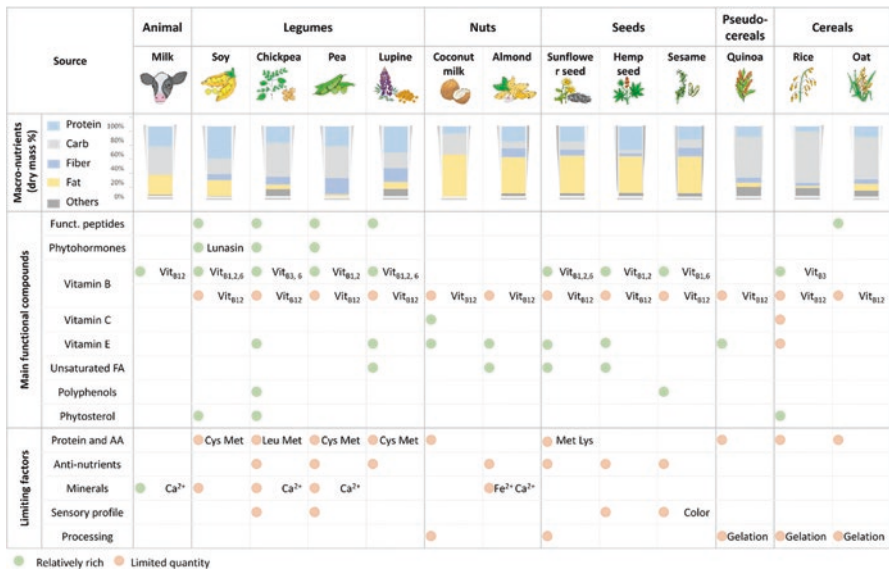 Animal Legumes Nuts Seeds Pseudo-cereals Cereals
Source Milk Soy Chickpea Pea Lupine Coconut milk Almond Sunflower seed Hemp seed Sesame Quinoa Rice Oat
Macro-nutrients (dry mass %)
Protein 100%
Carb 80%
Fiber 60%
Fat 40%
Others 20%
0
Main functional compounds
Funct. peptides
Phytohormones Lunasin
Vitamin B
VitB12 VitB1,2,6 VitB3, 6 VitB1,2 VitB1,2, 6 VitB1,2,6 VitB1,2 VitB1,6 VitB3
VitB12 VitB12 VitB12 VitB12 VitB12 VitB12 VitB12 VitB12 VitB12 VitB12 VitB12 VitB12
Vitamin C
Vitamin E
Unsaturated FA
Polyphenols
Phytosterol
Limiting factors
Protein and AA Cys Met Leu Met Cys Met Cys Met Met Lys
Anti-nutrients
Minerals Ca2+ Ca2+ Ca2+ Fe2+ Ca2+
Sensory profile Color
Processing Gelation Gelation Gelation
Relatively rich Limited quantity